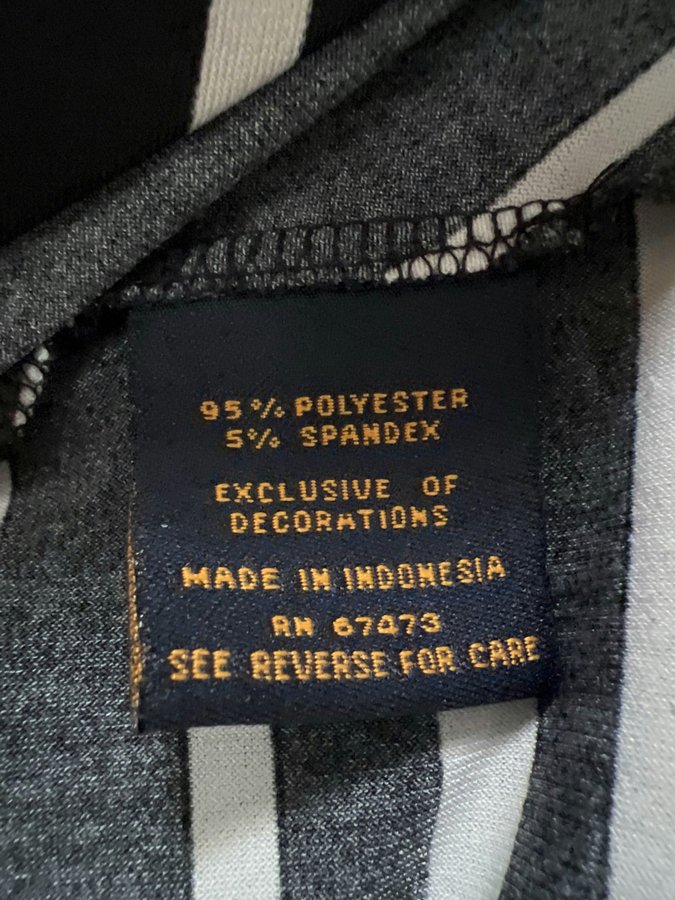 95% POLYESTER
5% SPANDEX
EXCLUSIVE OF
DECORATIONS
MADE IN INDONESIA
RN 67473
SEE REVERSE FOR CARE